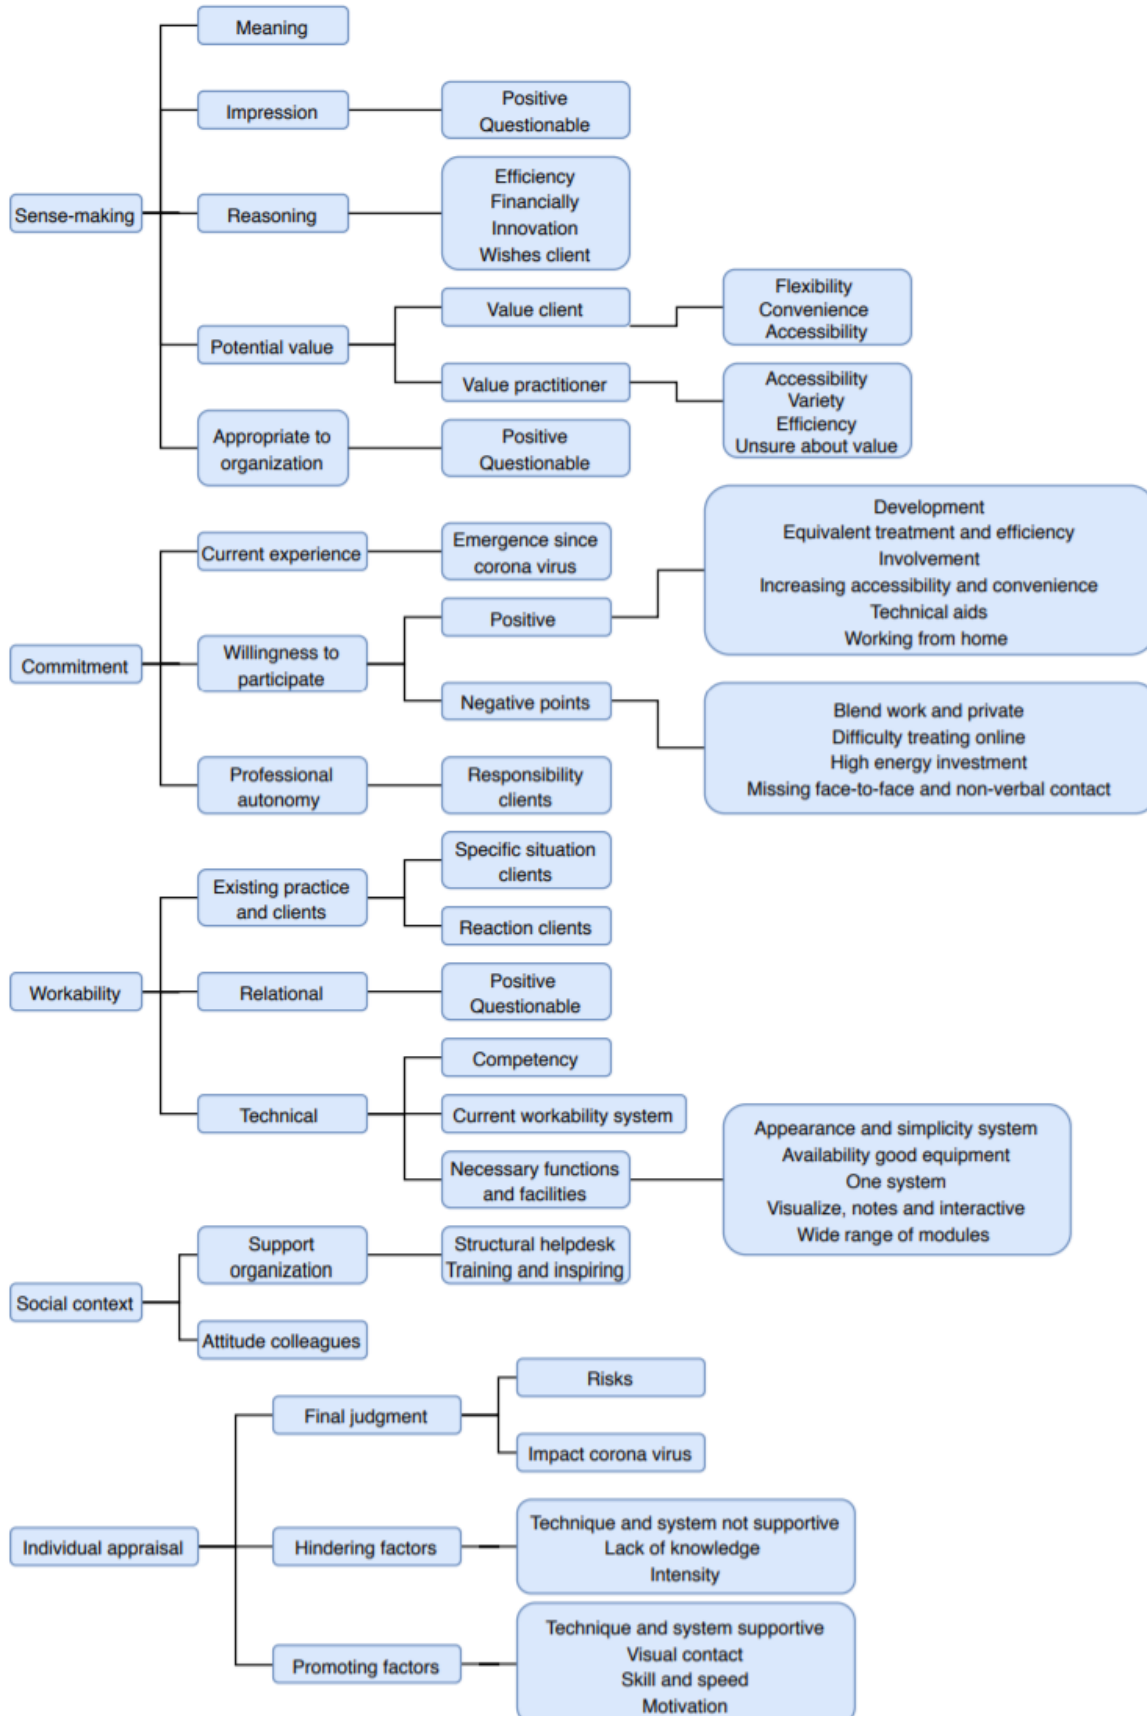 Sense-making
Meaning
Impression
Positive
Questionable
Reasoning
Efficiency
Financially
Innovation
Wishes client
Potential value
Value client
Flexibility
Convenience
Accessibility
Value practitioner
Accessibility
Variety
Efficiency
Unsure about value
Appropriate to
organization
Positive
Questionable
Commitment
Current experience
Emergence since
corona virus
Willingness to
participate
Positive
Development
Equivalent treatment and efficiency
Involvement
Increasing accessibility and convenience
Technical aids
Working from home
Negative points
Blend work and private
Difficulty treating online
High energy investment
Missing face-to-face and non-verbal contact
Professional
autonomy
Responsibility
clients
Workability
Existing practice
and clients
Specific situation
clients
Reaction clients
Relational
Positive
Questionable
Technical
Competency
Current workability system
Necessary functions
and facilities
Appearance and simplicity system
Availability good equipment
One system
Visualize, notes and interactive
Wide range of modules
Social context
Support
organization
Structural helpdesk
Training and inspiring
Attitude colleagues
Individual appraisal
Final judgment
Risks
Impact corona virus
Hindering factors
Technique and system not supportive
Lack of knowledge
Intensity
Promoting factors
Technique and system supportive
Visual contact
Skill and speed
Motivation